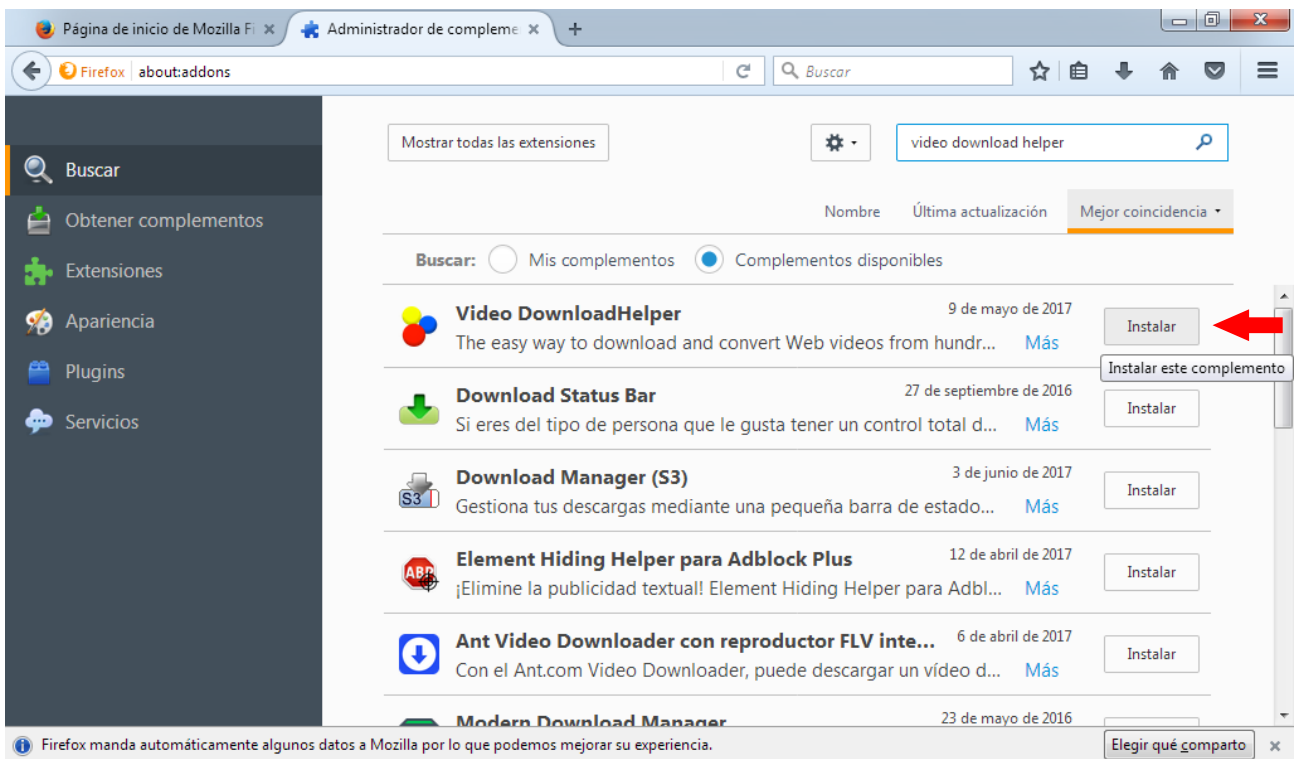 Página de inicio de Mozilla Fi
Administrador de compleme
Firefox about:addons
Buscar
Buscar
Obtener complementos
Extensiones
Apariencia
Plugins
Servicios
Mostrar todas las extensiones
video download helper
Nombre Última actualización Mejor coincidencia
Buscar: Mis complementos Complementos disponibles
Video DownloadHelper 9 de mayo de 2017
The easy way to download and convert Web videos from hundr... Más
Instalar
Instalar este complemento
Download Status Bar 27 de septiembre de 2016
Si eres del tipo de persona que le gusta tener un control total d... Más
Instalar
S3
Download Manager (S3) 3 de junio de 2017
Gestiona tus descargas mediante una pequeña barra de estado... Más
Instalar
ABP
Element Hiding Helper para Adblock Plus 12 de abril de 2017
¡Elimine la publicidad textual! Element Hiding Helper para Adbl... Más
Instalar
Ant Video Downloader con reproductor FLV inte... 6 de abril de 2017
Con el Ant.com Video Downloader, puede descargar un vídeo d... Más
Instalar
Modern Download Manager 23 de mayo de 2016
Firefox manda automáticamente algunos datos a Mozilla por lo que podemos mejorar su experiencia.
Elegir qué comparto